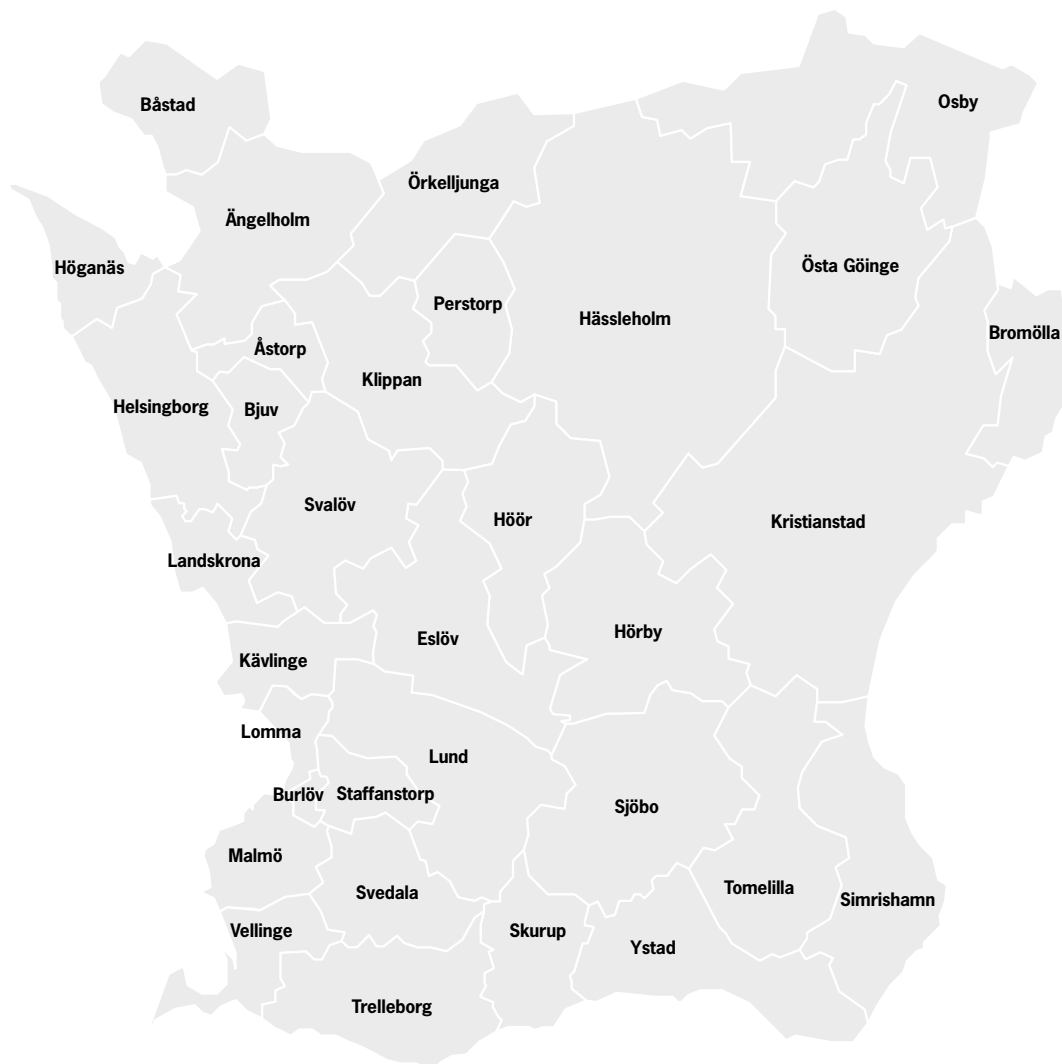 Osby
Båstad
Örkelljunga
Ängelholm
Höganäs
Östa Göinge
Perstorp
Hässleholm
Bromölla
Åstorp
Klippan
Helsingborg
Bjuv
Svalöv
Höör
Kristianstad
Landskrona
Hörby
Eslöv
Kävlinge
Lomma
Lund
Burlöv
Staffanstorp
Sjöbo
Malmö
Svedala
Tomelilla
Simrishamn
Vellinge
Skurup
Ystad
Trelleborg